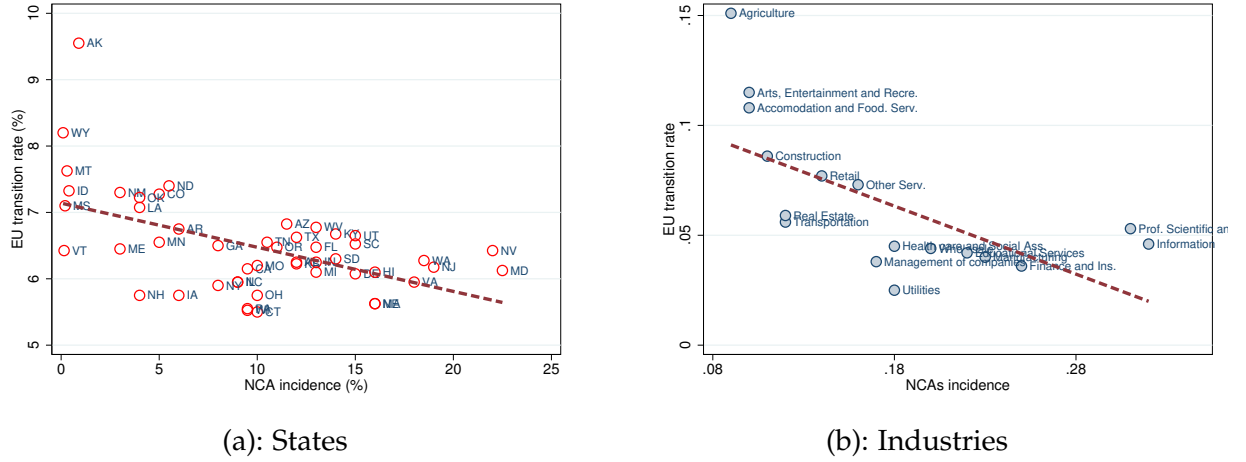 10
9
8
7
6
5
EU transition rate (%)
AK
WY
MT
ID
MS
VT
NM
OK
LA
CO
ND
AR
ME
MN
NH
IA
GA
NY
TN
OR
MO
CA
OH
CT
AZ
TX
WV
FL
KY
UT
SC
SD
MI
HI
VA
WA
NJ
NV
MD
0
5
10
15
20
25
NCA incidence (%)
(a): States
.15
.1
.05
0
EU transition rate
Agriculture
Arts, Entertainment and Recre.
Accomodation and Food. Serv.
Construction
Retail
Other Serv.
Real Estate
Transportation
Health care and Social Ass.
Management of companies
Educational Services
Manufacturing
Finance and Ins.
Utilities
Prof. Scientific an
Information
.08
.18
.28
NCAs incidence
(b): Industries